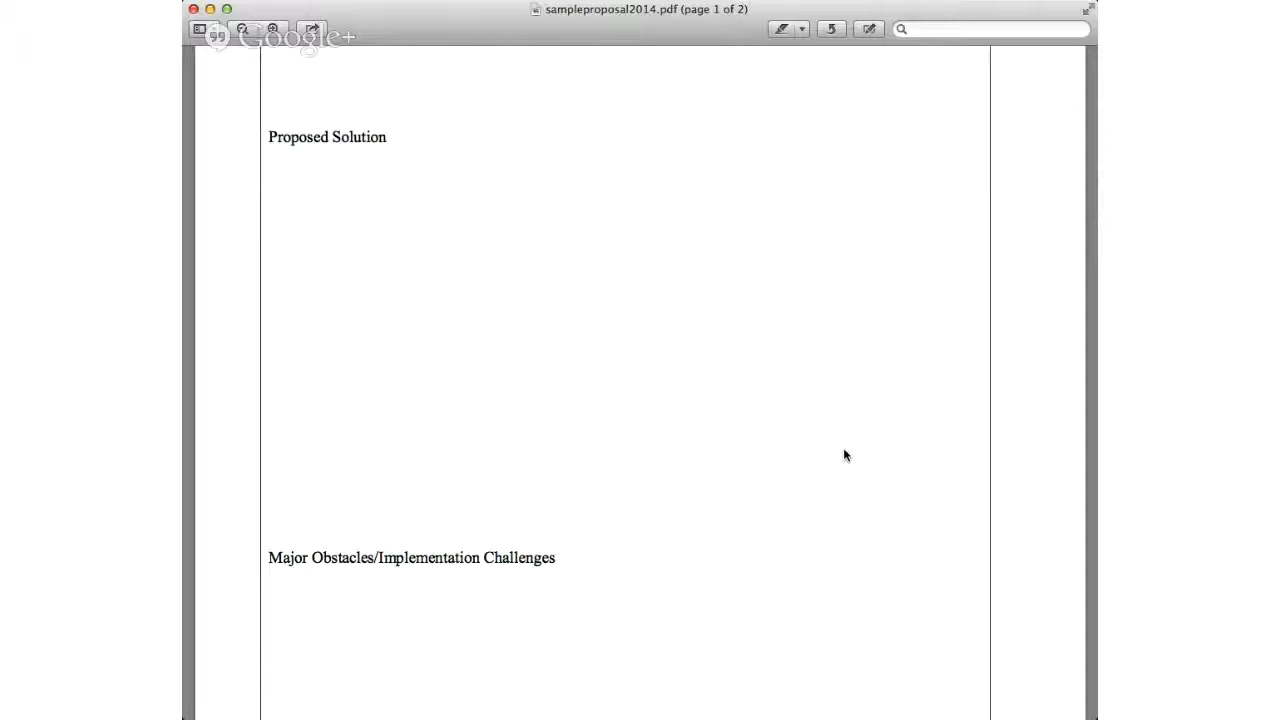 sampleproposal2014.pdf (page 1 of 2)
Google+
Proposed Solution
Major Obstacles/Implementation Challenges